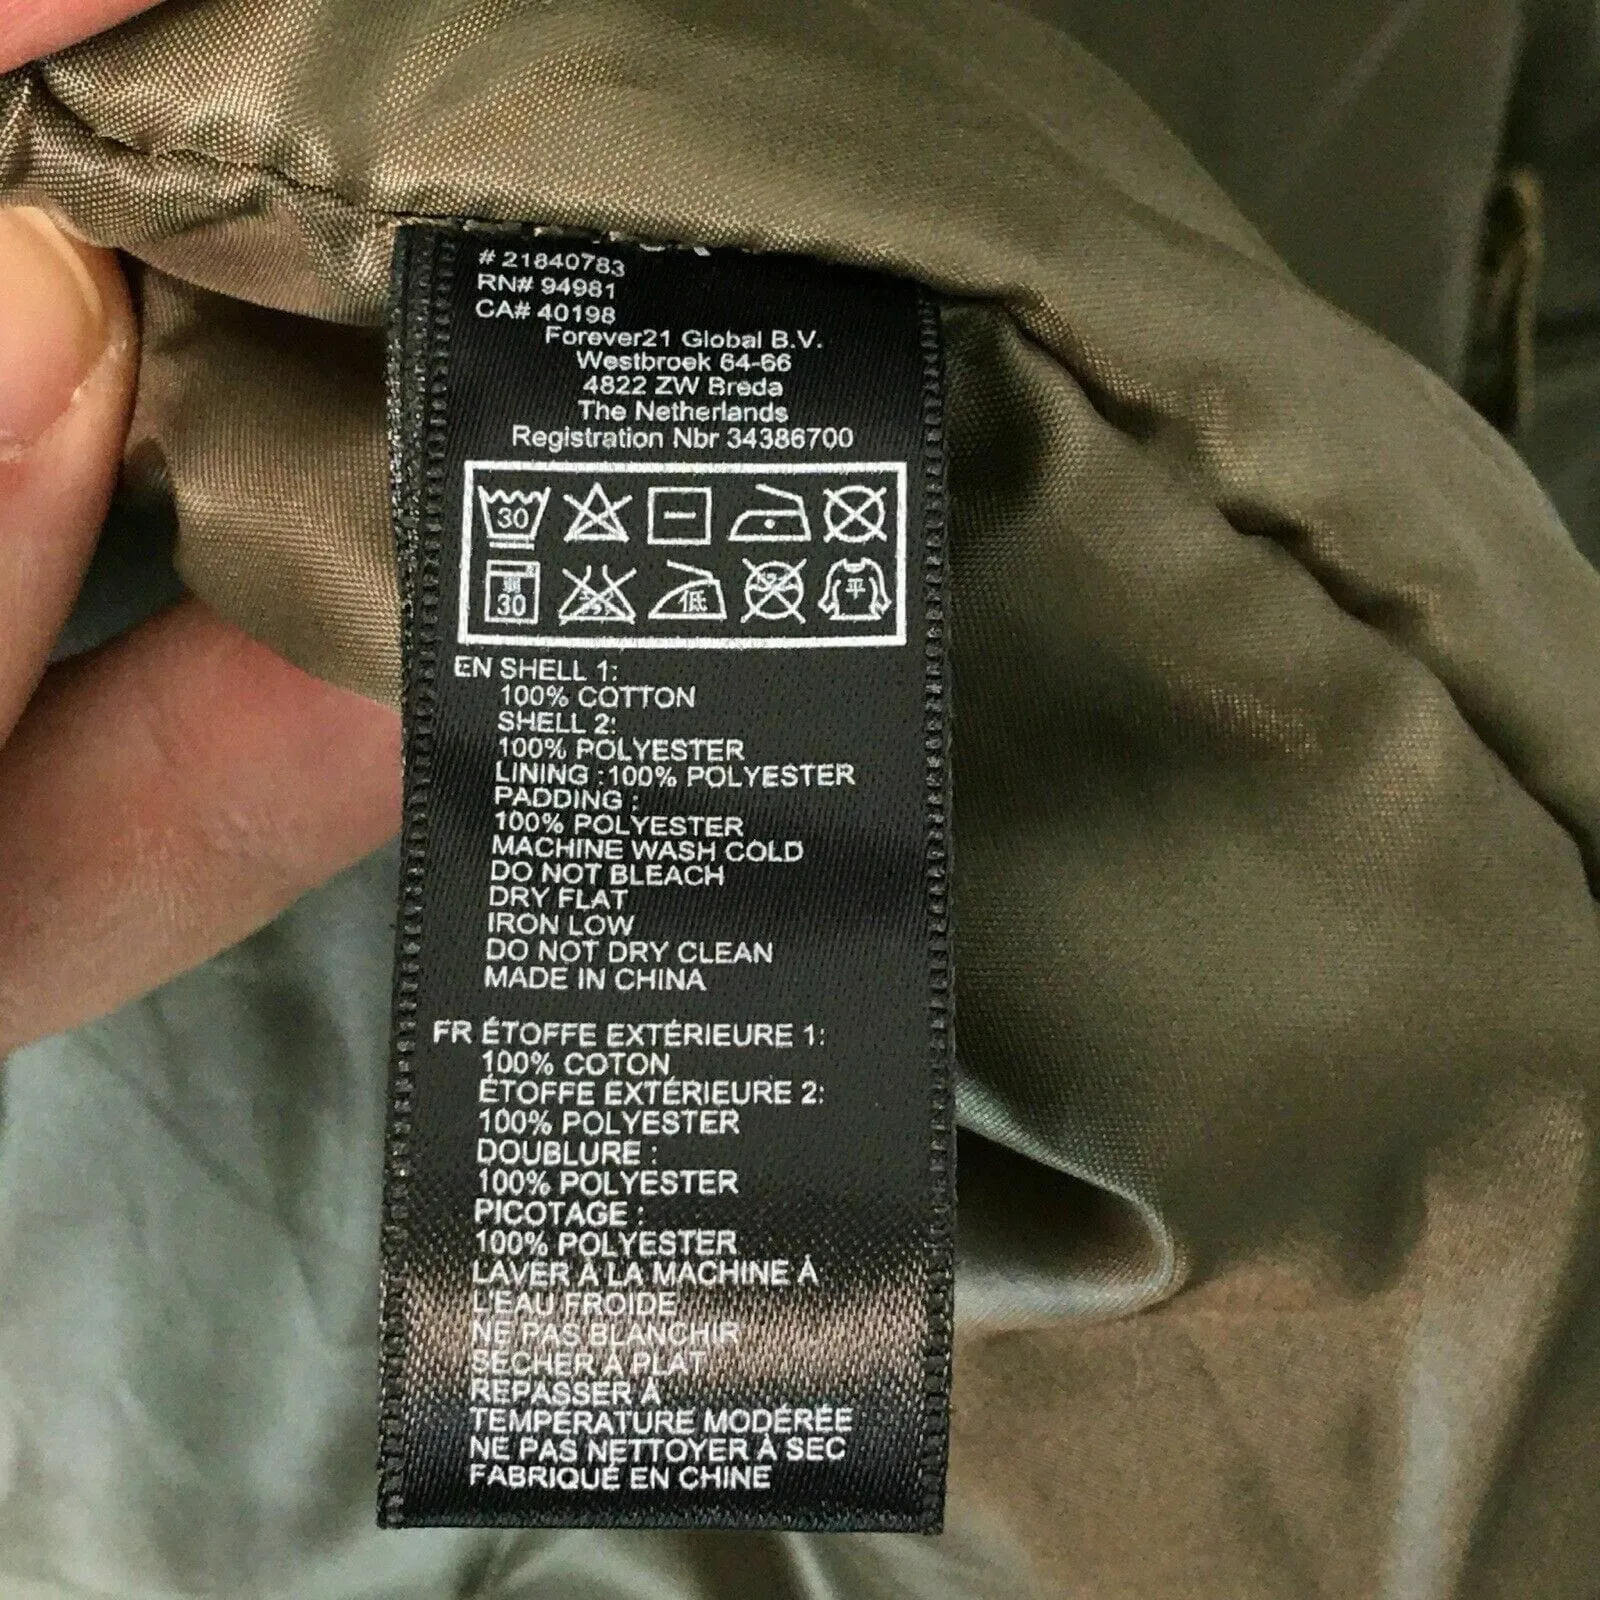 # 21840783
RN# 94981
CA# 40198
Forever21 Global B.V.
Westbroek 64-66
4822 ZW Breda
The Netherlands
Registration Nbr 34386700
30
30 低 平
EN SHELL 1:
100% COTTON
SHELL 2:
100% POLYESTER
LINING :100% POLYESTER
PADDING :
100% POLYESTER
MACHINE WASH COLD
DO NOT BLEACH
DRY FLAT
IRON LOW
DO NOT DRY CLEAN
MADE IN CHINA
FR ÉTOFFE EXTÉRIEURE 1:
100% COTON
ÉTOFFE EXTÉRIEURE 2:
100% POLYESTER
DOUBLURE :
100% POLYESTER
PICOTAGE :
100% POLYESTER
LAVER À LA MACHINE À
L'EAU FROIDE
NE PAS BLANCHIR
SÉCHER À PLAT
REPASSER À
TEMPÉRATURE MODÉRÉE
NE PAS NETTOYER À SEC
FABRIQUÉ EN CHINE